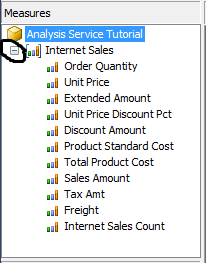 Measures
Analysis Service Tutorial
Internet Sales
Order Quantity
Unit Price
Extended Amount
Unit Price Discount Pct
Discount Amount
Product Standard Cost
Total Product Cost
Sales Amount
Tax Amt
Freight
Internet Sales Count